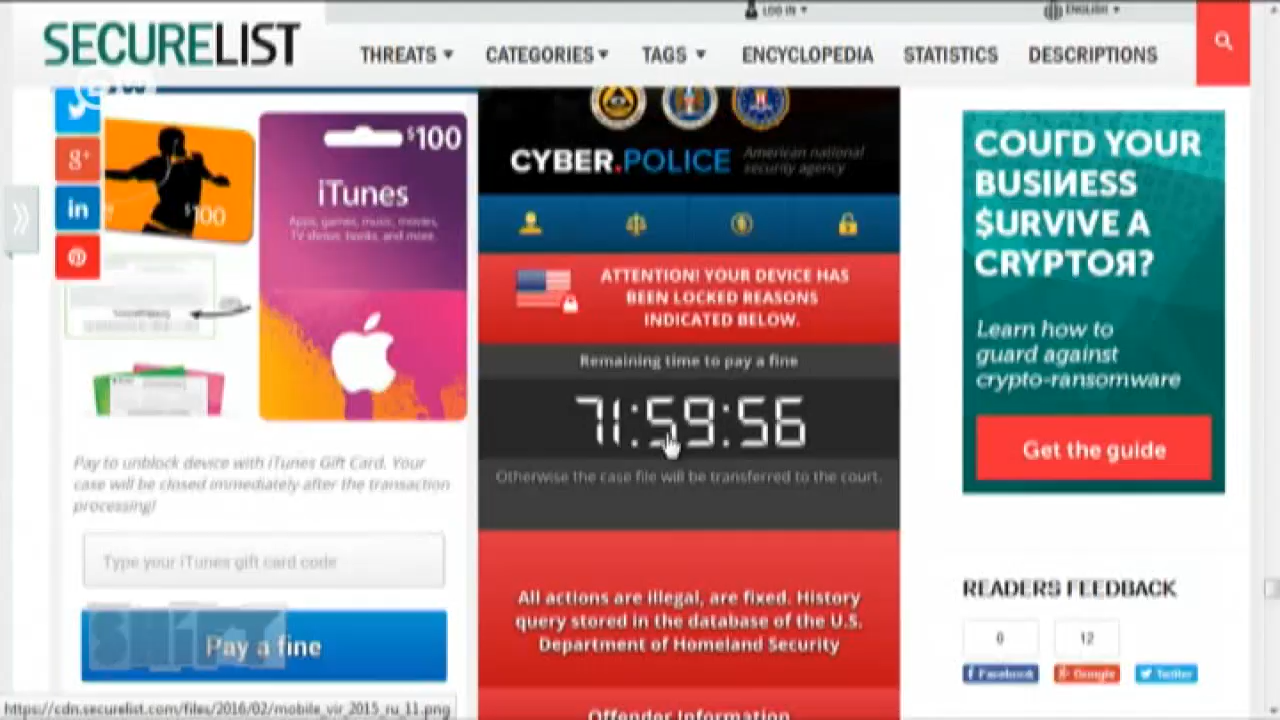 LOG IN
ENGLISH
SECURELIST
THREATS
CATEGORIES
TAGS
ENCYCLOPEDIA
STATISTICS
DESCRIPTIONS
DW
g+
in
$100
$100
iTunes
Apps, games, music, movies,
TV shows, books, and more.
Pay to unblock device with iTunes Gift Card. Your
case will be closed immediately after the transaction
processing!
Type your iTunes gift card code
Pay a fine
SHIFT
CYBER.POLICE
American national
security agency
ATTENTION! YOUR DEVICE HAS
BEEN LOCKED REASONS
INDICATED BELOW.
Remaining time to pay a fine
71:59:56
Otherwise the case file will be transferred to the court.
All actions are illegal, are fixed. History
query stored in the database of the U.S.
Department of Homeland Security
Offender Information
COUГD YOUR
BUSIИESS
$URVIVE A
CRYPTOЯ?
Learn how to
guard against
crypto-ransomware
Get the guide
READERS FEEDBACK
0
12
Facebook
Google
Twitter
https://cdn.securelist.com/files/2016/02/mobile_vir_2015_ru_11.png